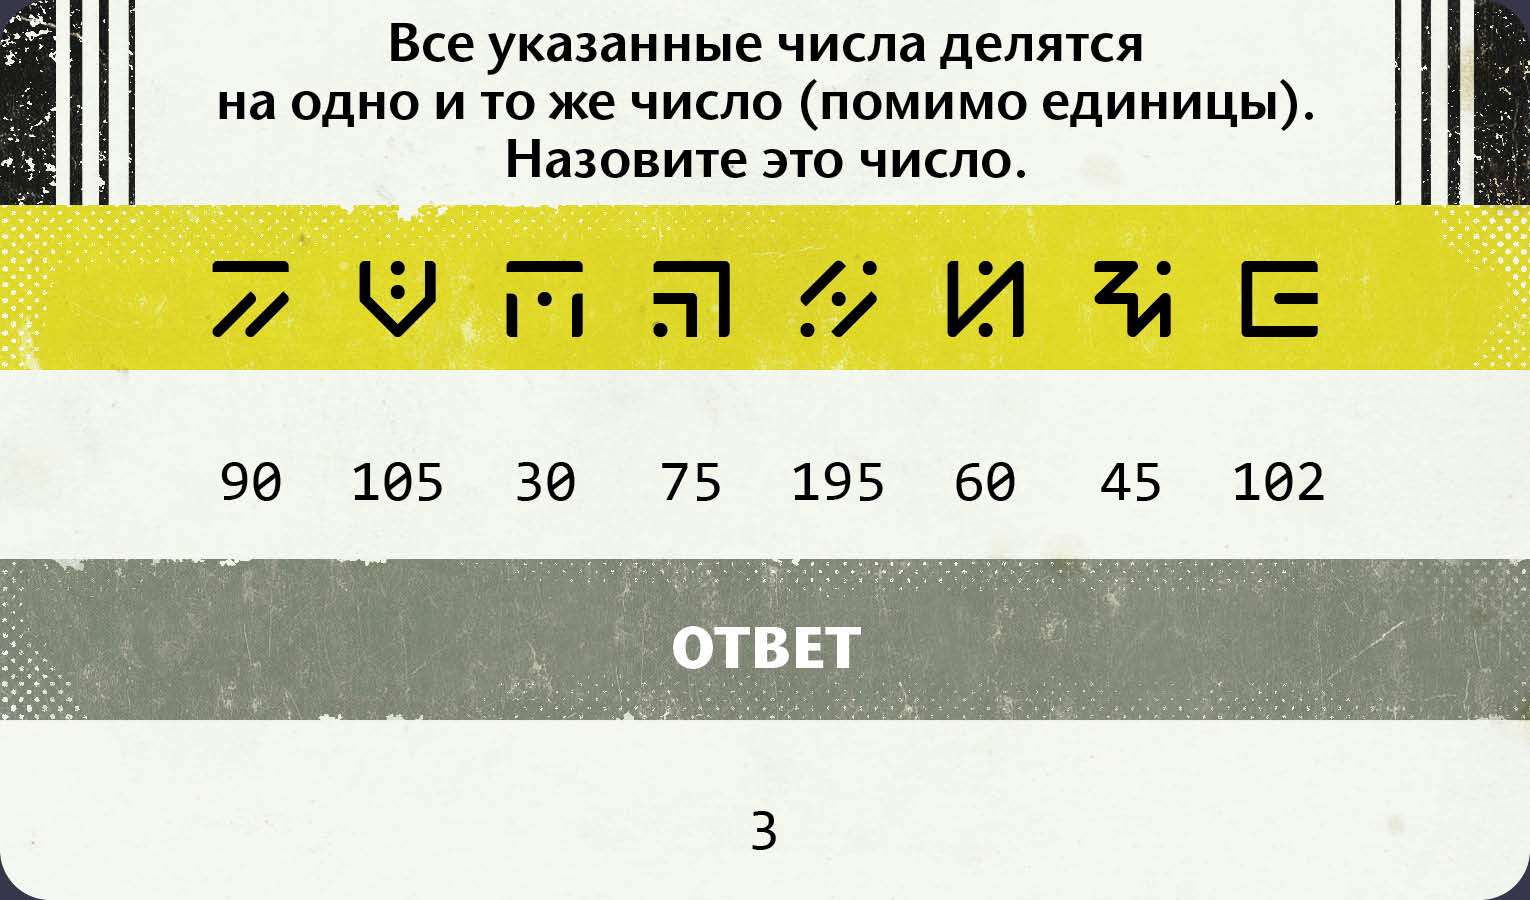 Все указанные числа делятся
на одно и то же число (помимо единицы).
Назовите это число.
90 105 30 75 195 60 45 102
ОТВЕТ
3